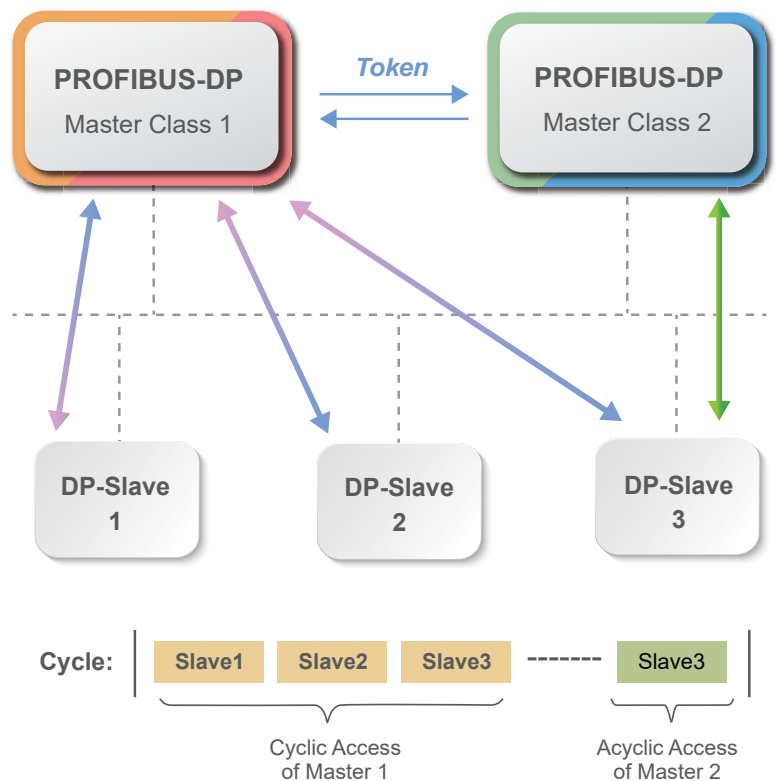 PROFIBUS-DP
Master Class 1
Token
PROFIBUS-DP
Master Class 2
DP-Slave
1
DP-Slave
2
DP-Slave
3
Cycle:
Slave1
Slave2
Slave3
Slave3
Cyclic Access
of Master 1
Acyclic Access
of Master 2